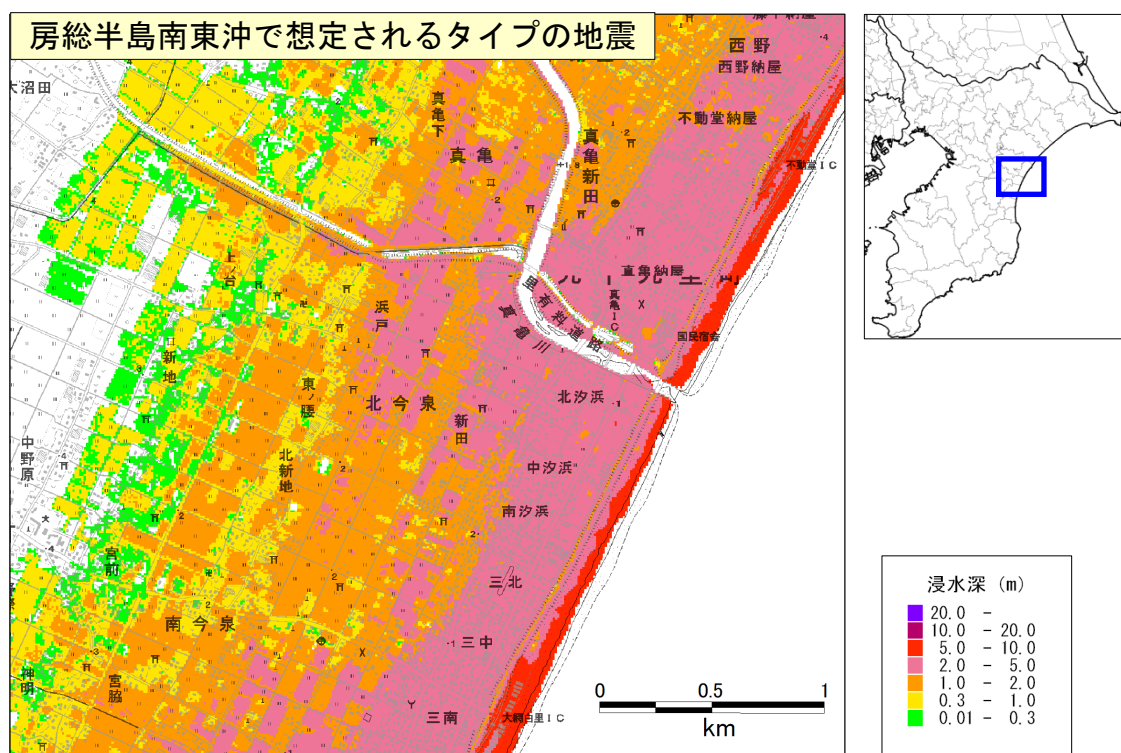 房総半島南東沖で想定されるタイプの地震
西野
西野納屋
不動堂納屋
不動堂IC
真亀下
真亀
真亀新田
真亀納屋
真亀IC
里有料道路
真亀川
国民宿舎
上ノ台
浜戸
新地
東ノ腰
北今泉
新田
北汐浜
中野原
北新地
中汐浜
南汐浜
宮前
三北
南今泉
三中
神明
宮脇
三南
大網白里IC
0 0.5 1
km
浸水深 (m)
20.0 -
10.0 - 20.0
5.0 - 10.0
2.0 - 5.0
1.0 - 2.0
0.3 - 1.0
0.01 - 0.3